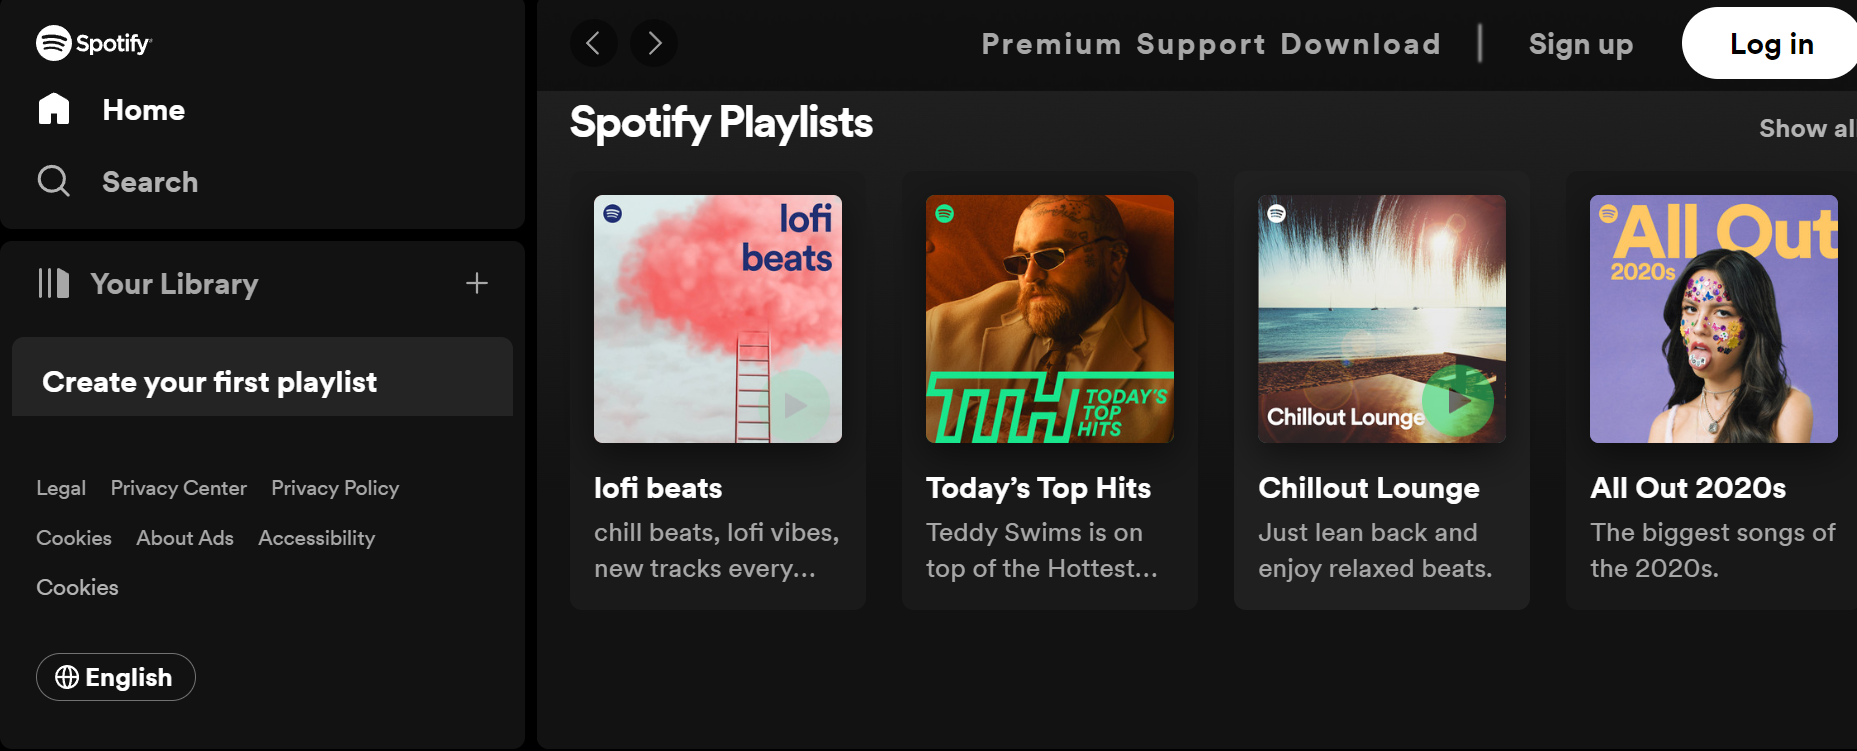 Spotify
Home
Search
Your Library
Create your first playlist
Legal Privacy Center Privacy Policy
Cookies About Ads Accessibility
Cookies
English
Premium Support Download
Sign up
Log in
Spotify Playlists
Show all
lofi
beats
lofi beats
chill beats, lofi vibes,
new tracks every...
TTH TODAY'S
TOP
HITS
Today's Top Hits
Teddy Swims is on
top of the Hottest...
Chillout Lounge
Chillout Lounge
Just lean back and
enjoy relaxed beats.
All Out
2020s
All Out 2020s
The biggest songs of
the 2020s.